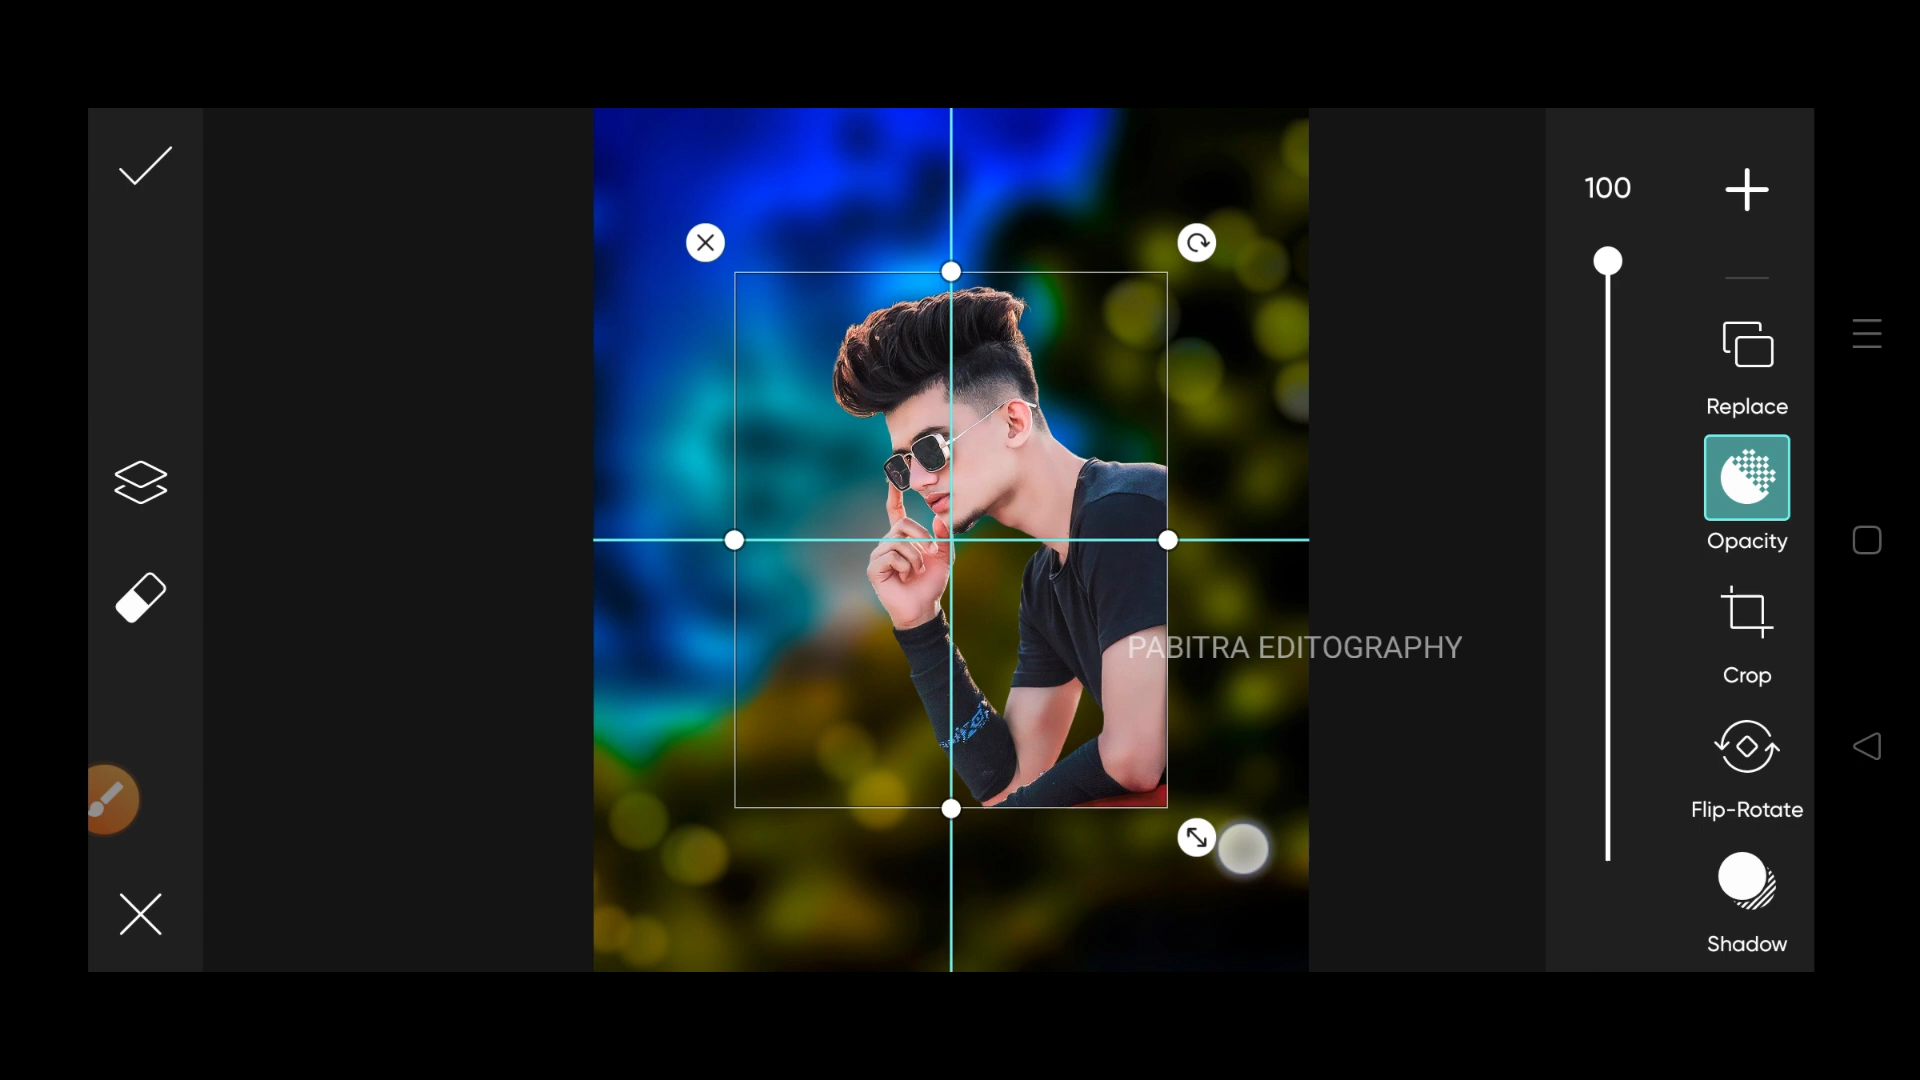 100
Replace
Opacity
PABITRA EDITOGRAPHY
Crop
Flip-Rotate
Shadow